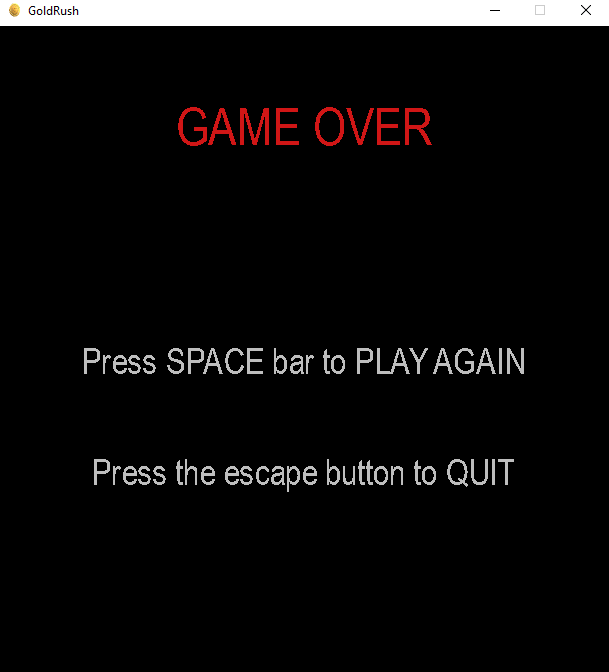 GoldRush
GAME OVER
Press SPACE bar to PLAY AGAIN
Press the escape button to QUIT